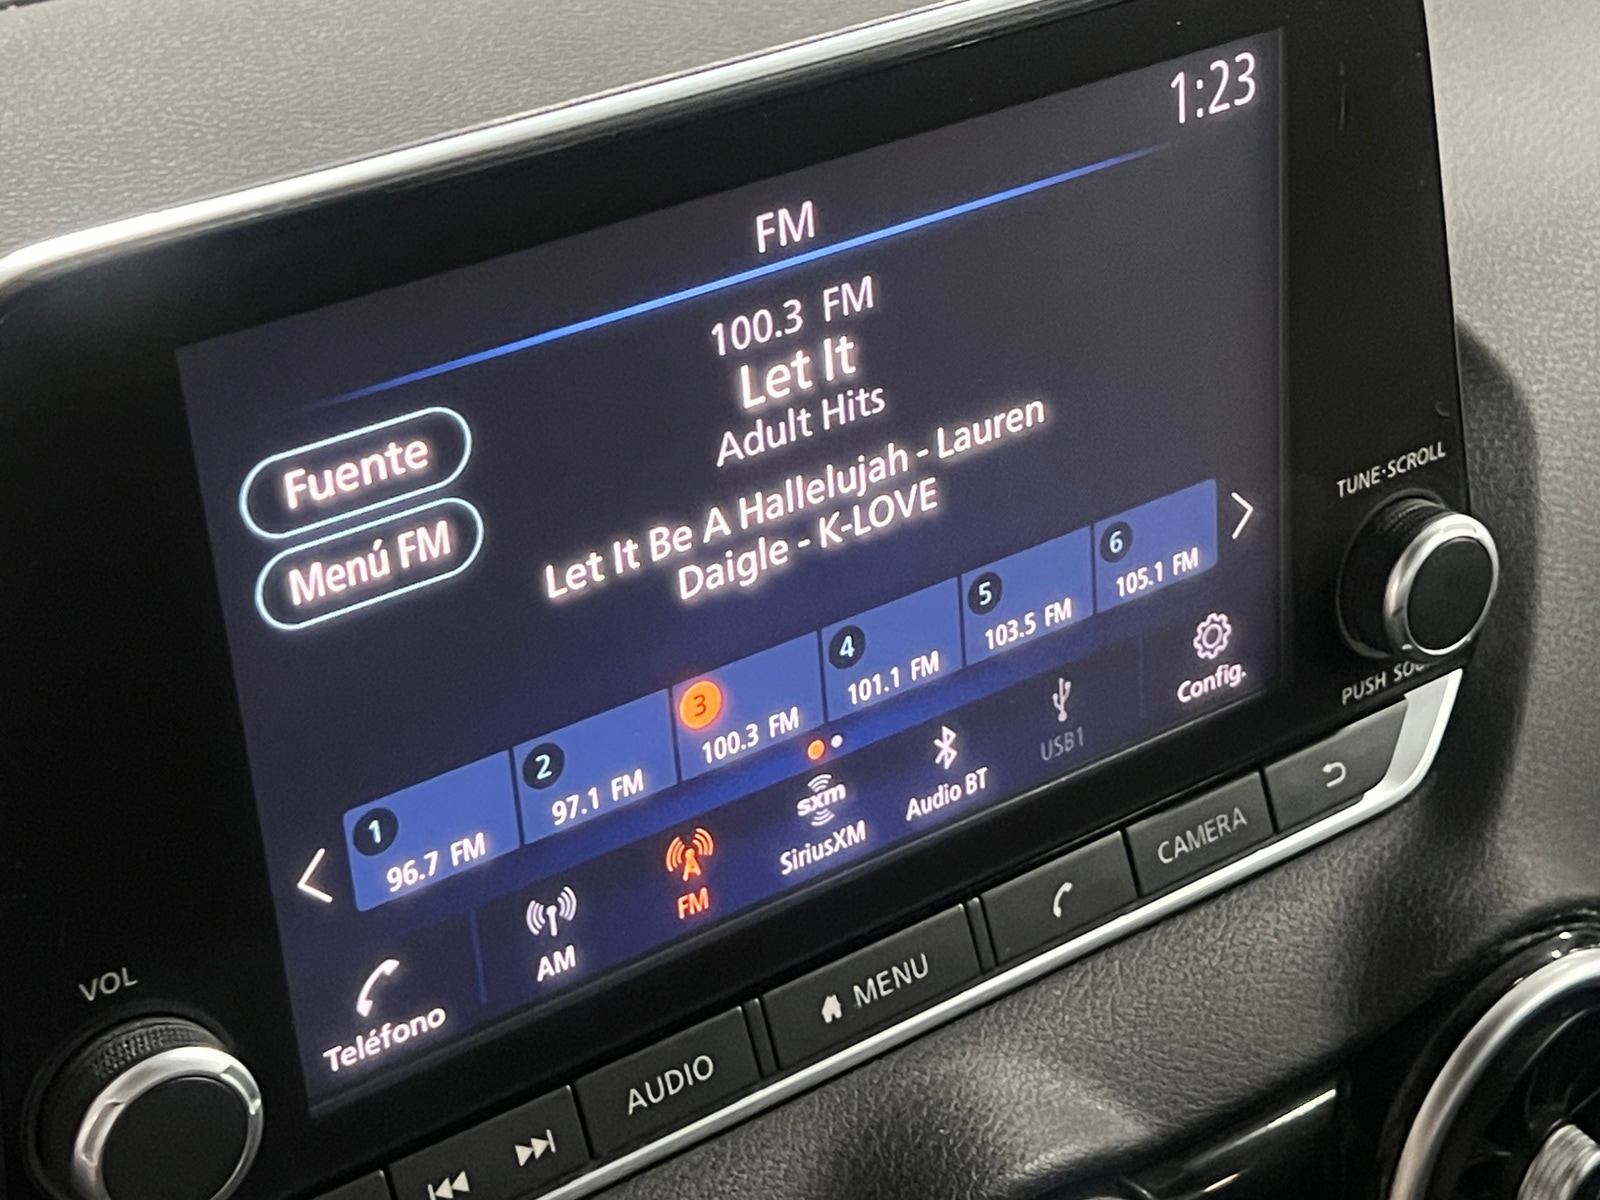 1:23
FM
100.3 FM
Let It
Adult Hits
Let It Be A Hallelujah - Lauren
Daigle - K-LOVE
Fuente
Menú FM
1
96.7 FM
2
97.1 FM
3
100.3 FM
4
101.1 FM
5
103.5 FM
6
105.1 FM
Teléfono
AM
FM
sxm
SiriusXM
Audio BT
USB1
Config.
TUNE·SCROLL
PUSH
VOL
AUDIO
MENU
CAMERA